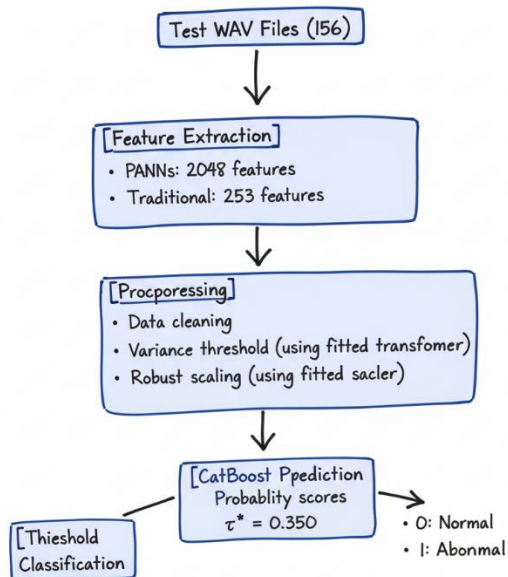 Test WAV Files (156)
[Feature Extraction]
• PANNs: 2048 features
• Traditional: 253 features
[Procporessing]
• Data cleaning
• Variance threshold (using fitted transfomer)
• Robust scaling (using fitted sacler)
[CatBoost Ppediction
Probablity scores
τ* = 0.350
[Thieshold
Classification
• 0: Normal
• 1: Abonmal